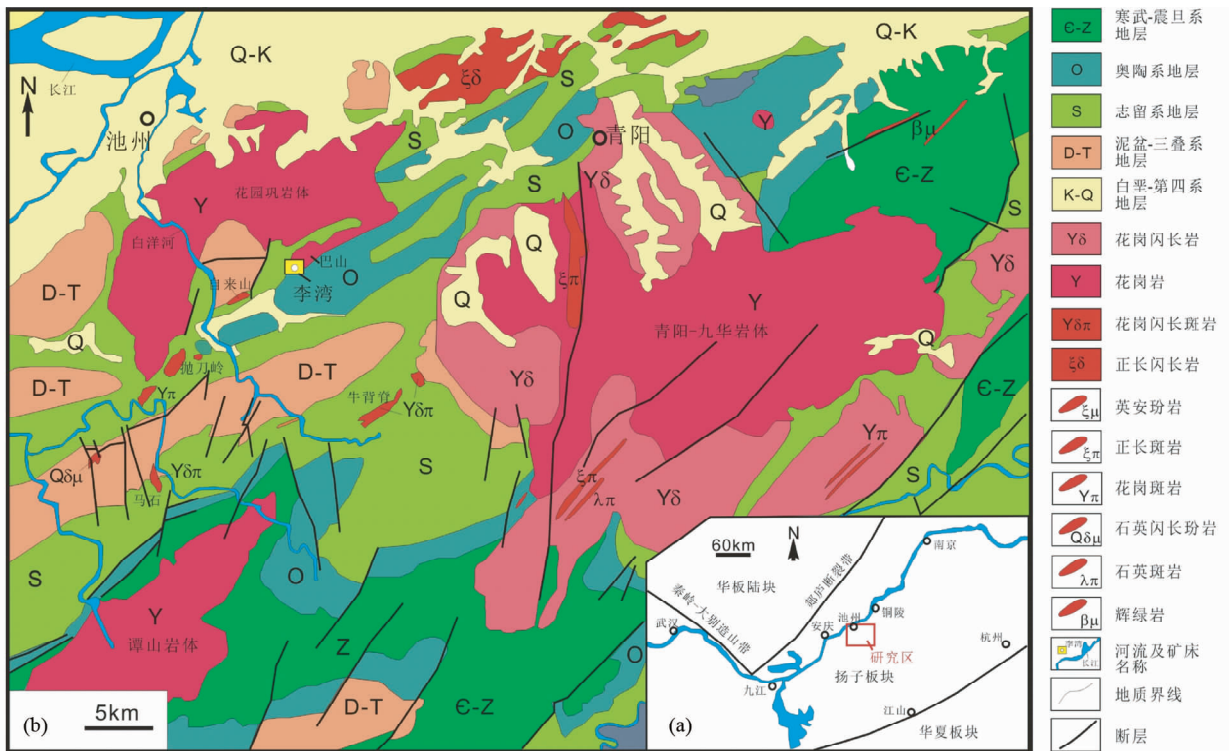 Q-K
Q-K
长江
N
池州
ξδ
S
O
青阳
Y
βμ
Є-Z
S
花园巩岩体
Y
S
Yδ
Q
S
白洋河
Q
巴山
O
李湾
自来山
D-T
ξπ
Yδ
Y
Q
青阳-九华岩体
Q
Q
抛刀岭
D-T
D-T
Yδ
Є-Z
Yπ
牛背脊
Yδπ
Yπ
S
S
Qδμ
Yδπ
马石
ξπ
λπ
Yδ
S
O
Y
谭山岩体
Z
O
D-T
Є-Z
5km
(b)
60km
N
南京
华板陆块
郯庐断裂带
秦岭-大别造山带
铜陵
池州
安庆
武汉
杭州
研究区
扬子板块
九江
江山
华夏板块
(a)
Є-Z
寒武-震旦系
地层
O
奥陶系地层
S
志留系地层
D-T
泥盆-三叠系
地层
K-Q
白垩-第四系
地层
Yδ
花岗闪长岩
Y
花岗岩
Yδπ
花岗闪长斑岩
ξδ
正长闪长岩
ξμ
英安玢岩
ξπ
正长斑岩
Yπ
花岗斑岩
Qδμ
石英闪长玢岩
λπ
石英斑岩
βμ
辉绿岩
李湾
长江
河流及矿床
名称
地质界线
断层